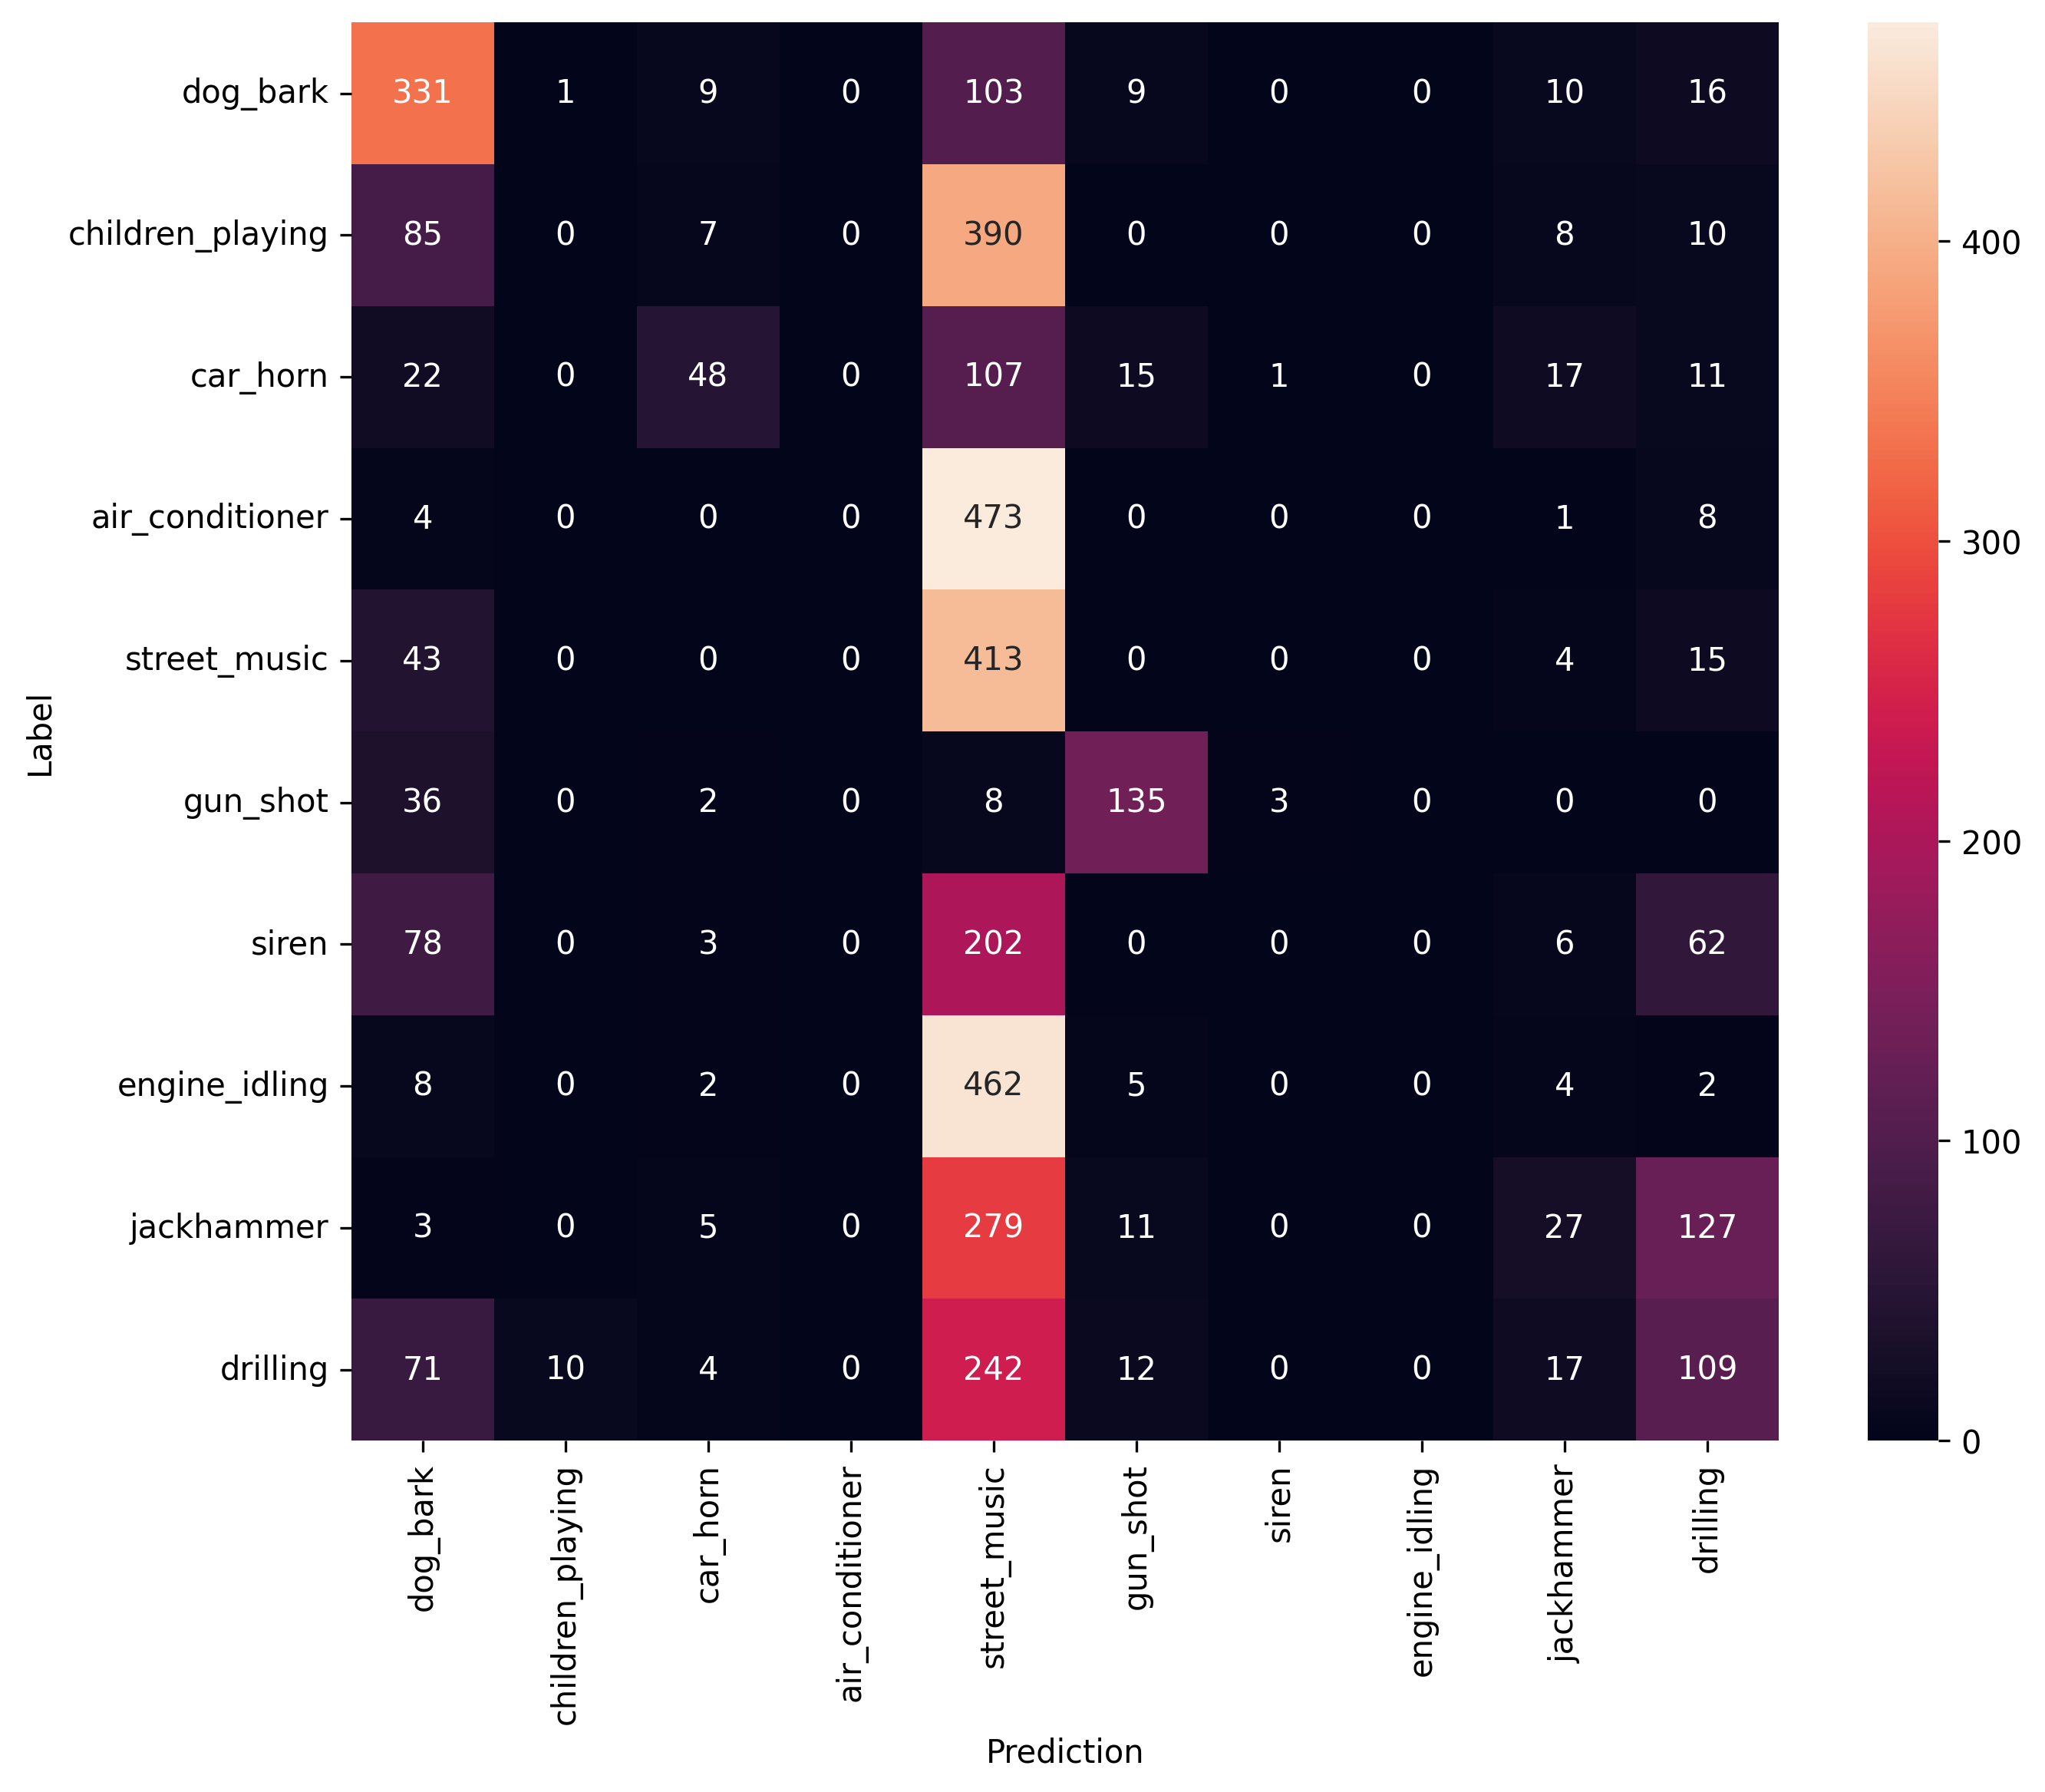 dog_bark 331 1 9 0 103 9 0 0 10 16
children_playing 85 0 7 0 390 0 0 0 8 10 400
car_horn 22 0 48 0 107 15 1 0 17 11
air_conditioner 4 0 0 0 473 0 0 0 1 8 300
street_music 43 0 0 0 413 0 0 0 4 15
Label
gun_shot 36 0 2 0 8 135 3 0 0 0 200
siren 78 0 3 0 202 0 0 0 6 62
engine_idling 8 0 2 0 462 5 0 0 4 2 100
jackhammer 3 0 5 0 279 11 0 0 27 127
drilling 71 10 4 0 242 12 0 0 17 109
0
dog_bark children_playing car_horn air_conditioner street_music gun_shot siren engine_idling jackhammer drilling
Prediction